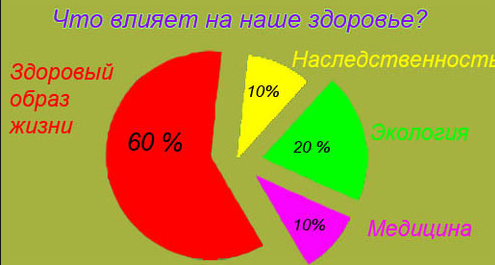 Что влияет на наше здоровье?
Наследственность
Здоровый
образ
жизни
10%
60 %
20 %
Экология
10%
Медицина